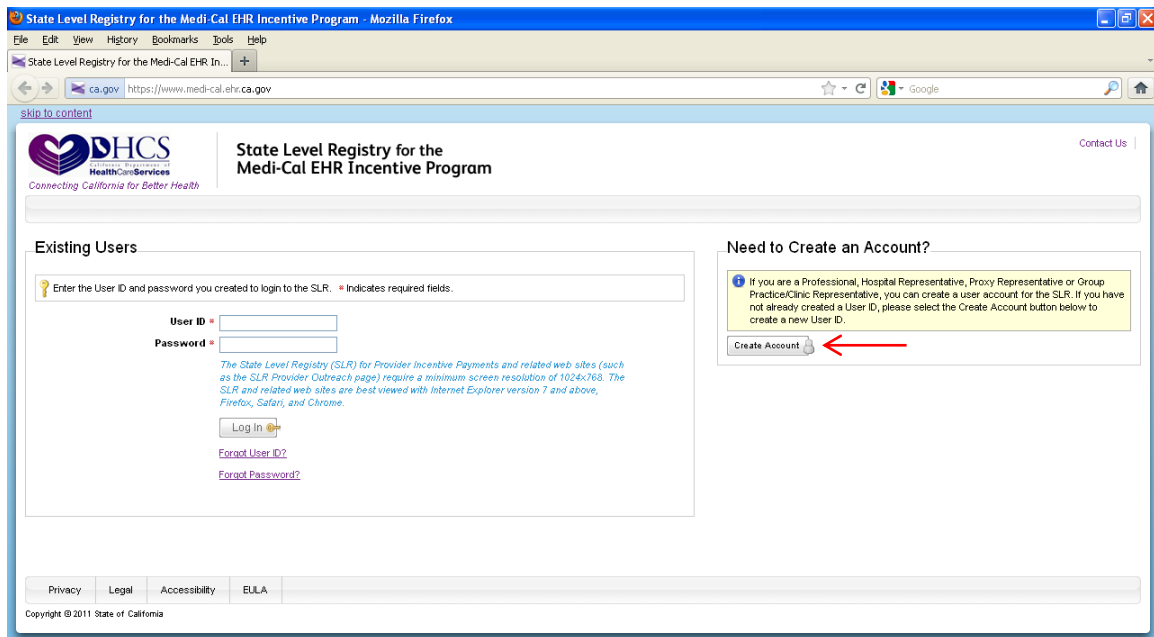 State Level Registry for the Medi-Cal EHR Incentive Program - Mozilla Firefox
File Edit View History Bookmarks Tools Help
State Level Registry for the Medi-Cal EHR In... +
ca.gov https://www.medi-cal.ehr.ca.gov Google
skip to content
DHCS
California Department of
HealthCareServices
Connecting California for Better Health
State Level Registry for the
Medi-Cal EHR Incentive Program
Contact Us
Existing Users
Enter the User ID and password you created to login to the SLR. * Indicates required fields.
User ID *
Password *
The State Level Registry (SLR) for Provider Incentive Payments and related web sites (such
as the SLR Provider Outreach page) require a minimum screen resolution of 1024x768. The
SLR and related web sites are best viewed with Internet Explorer version 7 and above,
Firefox, Safari, and Chrome.
Log In
Forgot User ID?
Forgot Password?
Need to Create an Account?
If you are a Professional, Hospital Representative, Proxy Representative or Group
Practice/Clinic Representative, you can create a user account for the SLR. If you have
not already created a User ID, please select the Create Account button below to
create a new User ID.
Create Account
Privacy Legal Accessibility EULA
Copyright © 2011 State of California